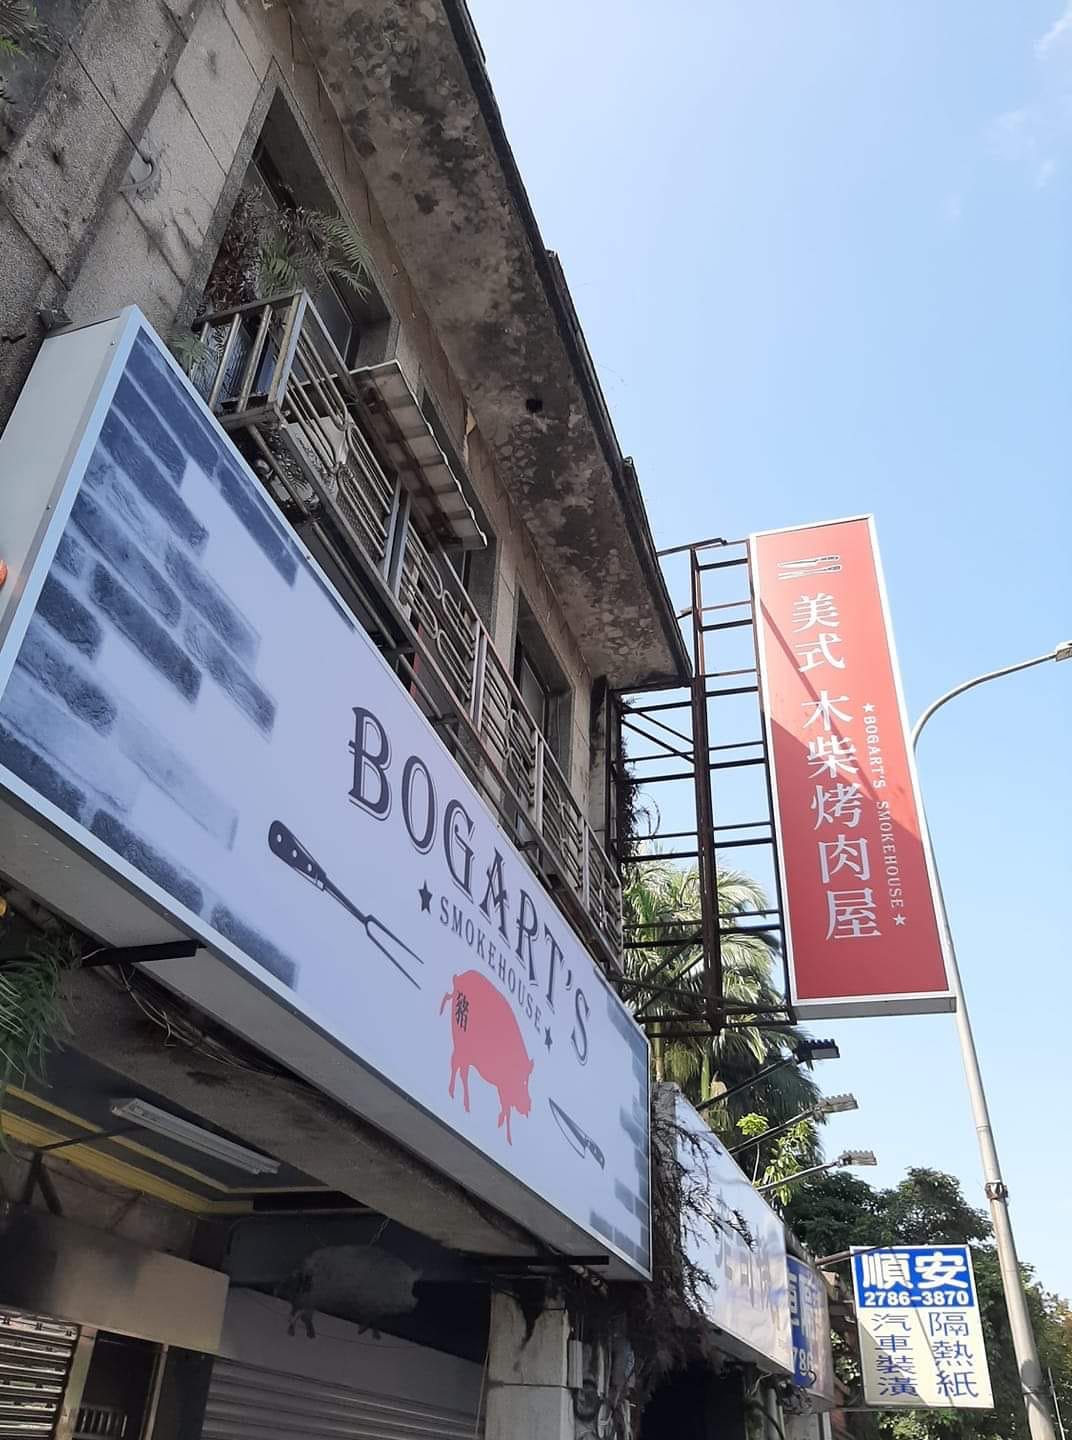 BOGART'S
★SMOKEHOUSE★
豬
美式 木柴烤肉屋
★BOGART'S SMOKEHOUSE★
順安
2786-3870
隔熱紙
汽車裝潢